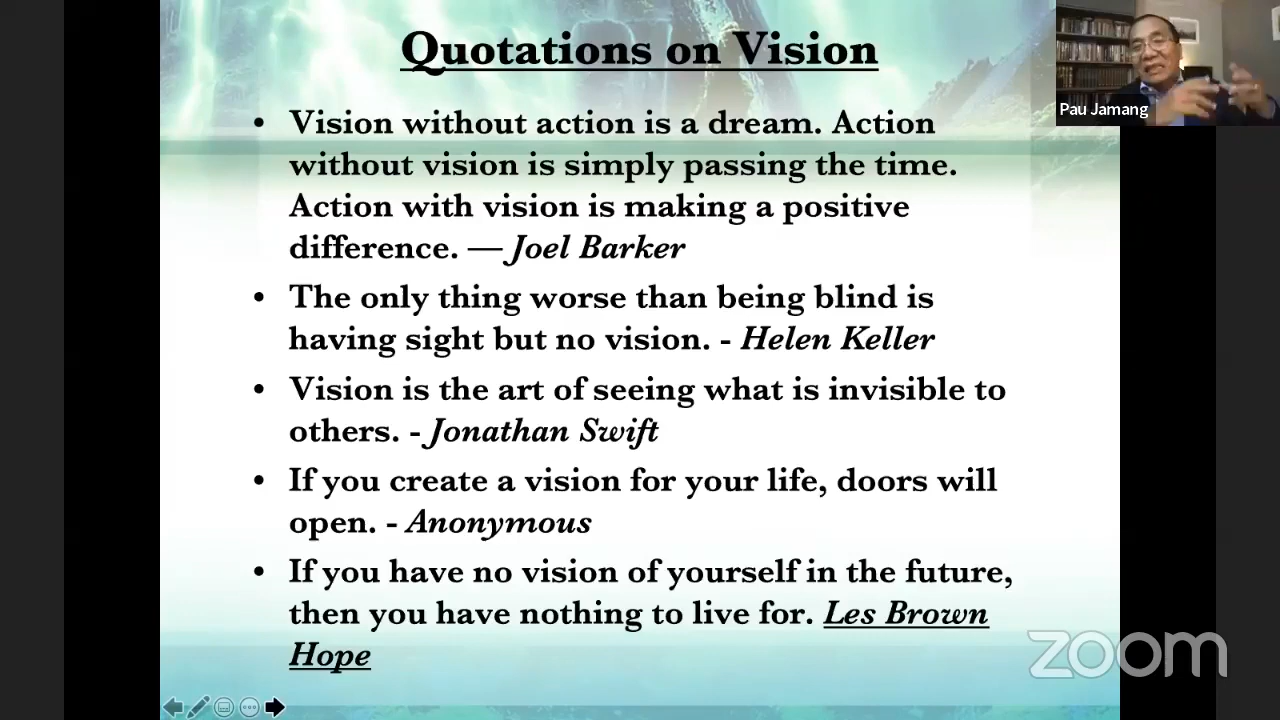 Quotations on Vision
Pau Jamang
• Vision without action is a dream. Action
without vision is simply passing the time.
Action with vision is making a positive
difference. — Joel Barker
• The only thing worse than being blind is
having sight but no vision. - Helen Keller
• Vision is the art of seeing what is invisible to
others. - Jonathan Swift
• If you create a vision for your life, doors will
open. - Anonymous
• If you have no vision of yourself in the future,
then you have nothing to live for. Les Brown
Hope
zoom